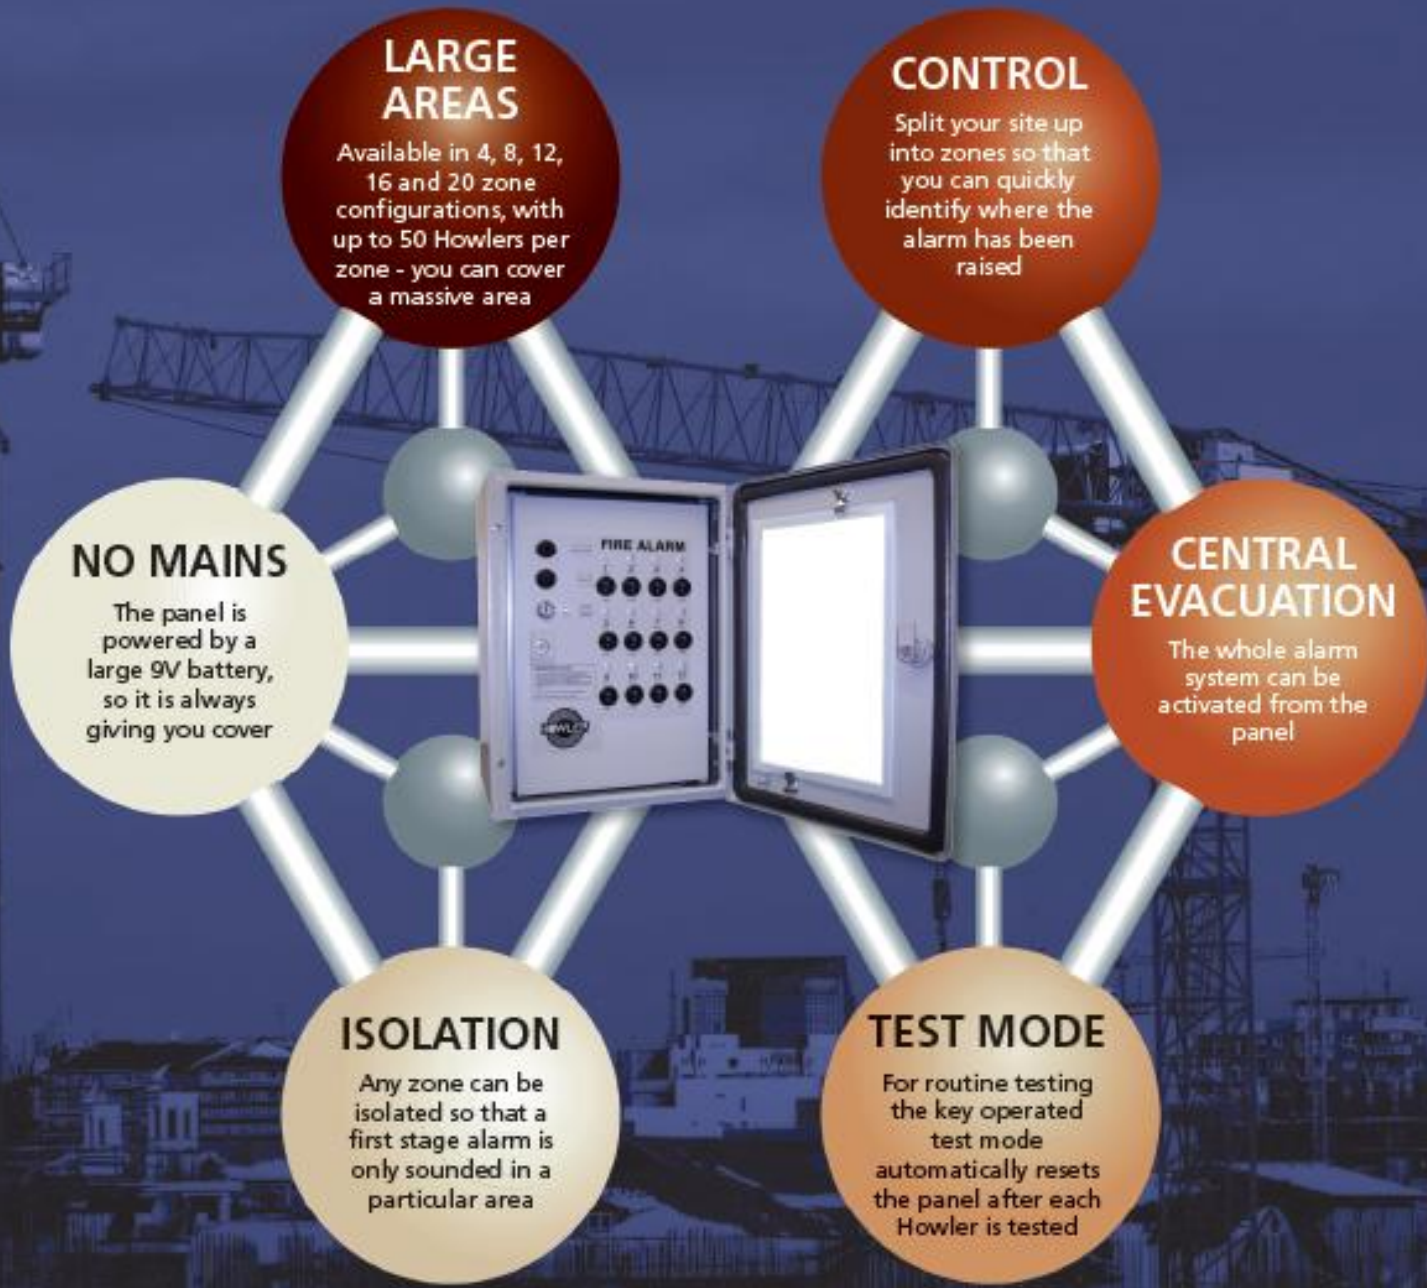 LARGE
AREAS
Available in 4, 8, 12,
16 and 20 zone
configurations, with
up to 50 Howlers per
zone - you can cover
a massive area
CONTROL
Split your site up
into zones so that
you can quickly
identify where the
alarm has been
raised
NO MAINS
The panel is
powered by a
large 9V battery,
so it is always
giving you cover
FIRE ALARM
CENTRAL
EVACUATION
The whole alarm
system can be
activated from the
panel
ISOLATION
Any zone can be
isolated so that a
first stage alarm is
only sounded in a
particular area
TEST MODE
For routine testing
the key operated
test mode
automatically resets
the panel after each
Howler is tested